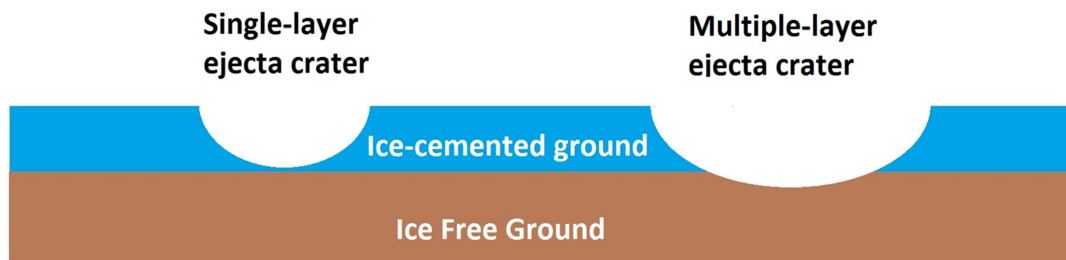 Single-layer
ejecta crater
Multiple-layer
ejecta crater
Ice-cemented ground
Ice Free Ground